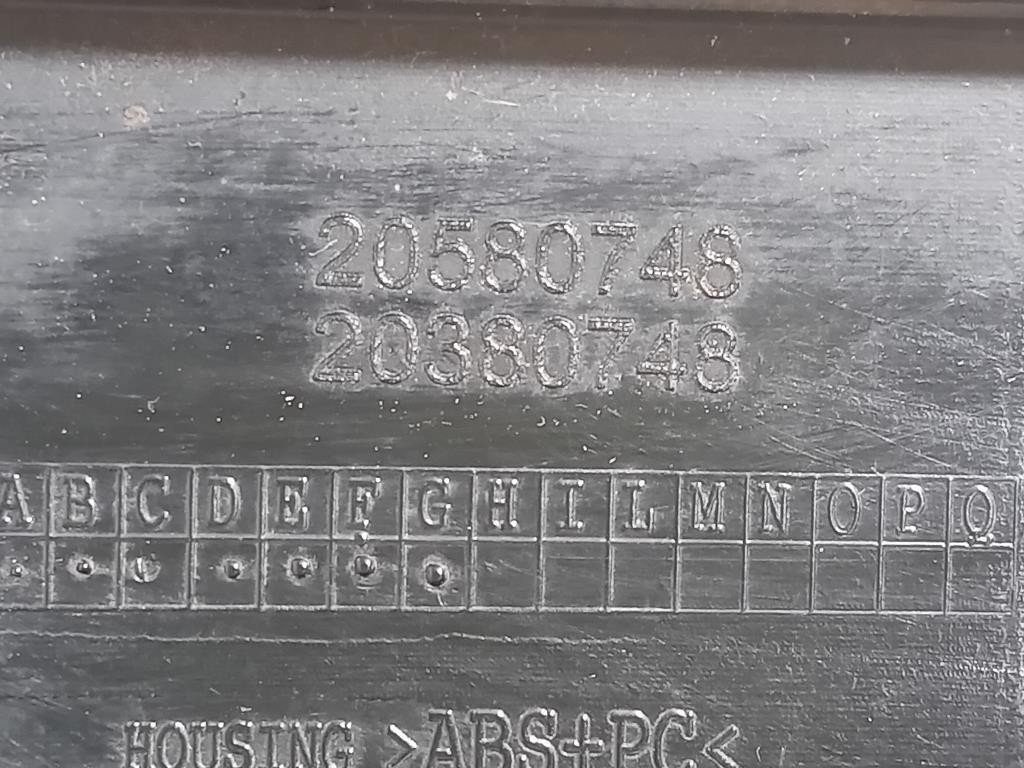 20580748
20380748
A B C D E F G H I L M N O P Q
HOUSING >ABS+PC<